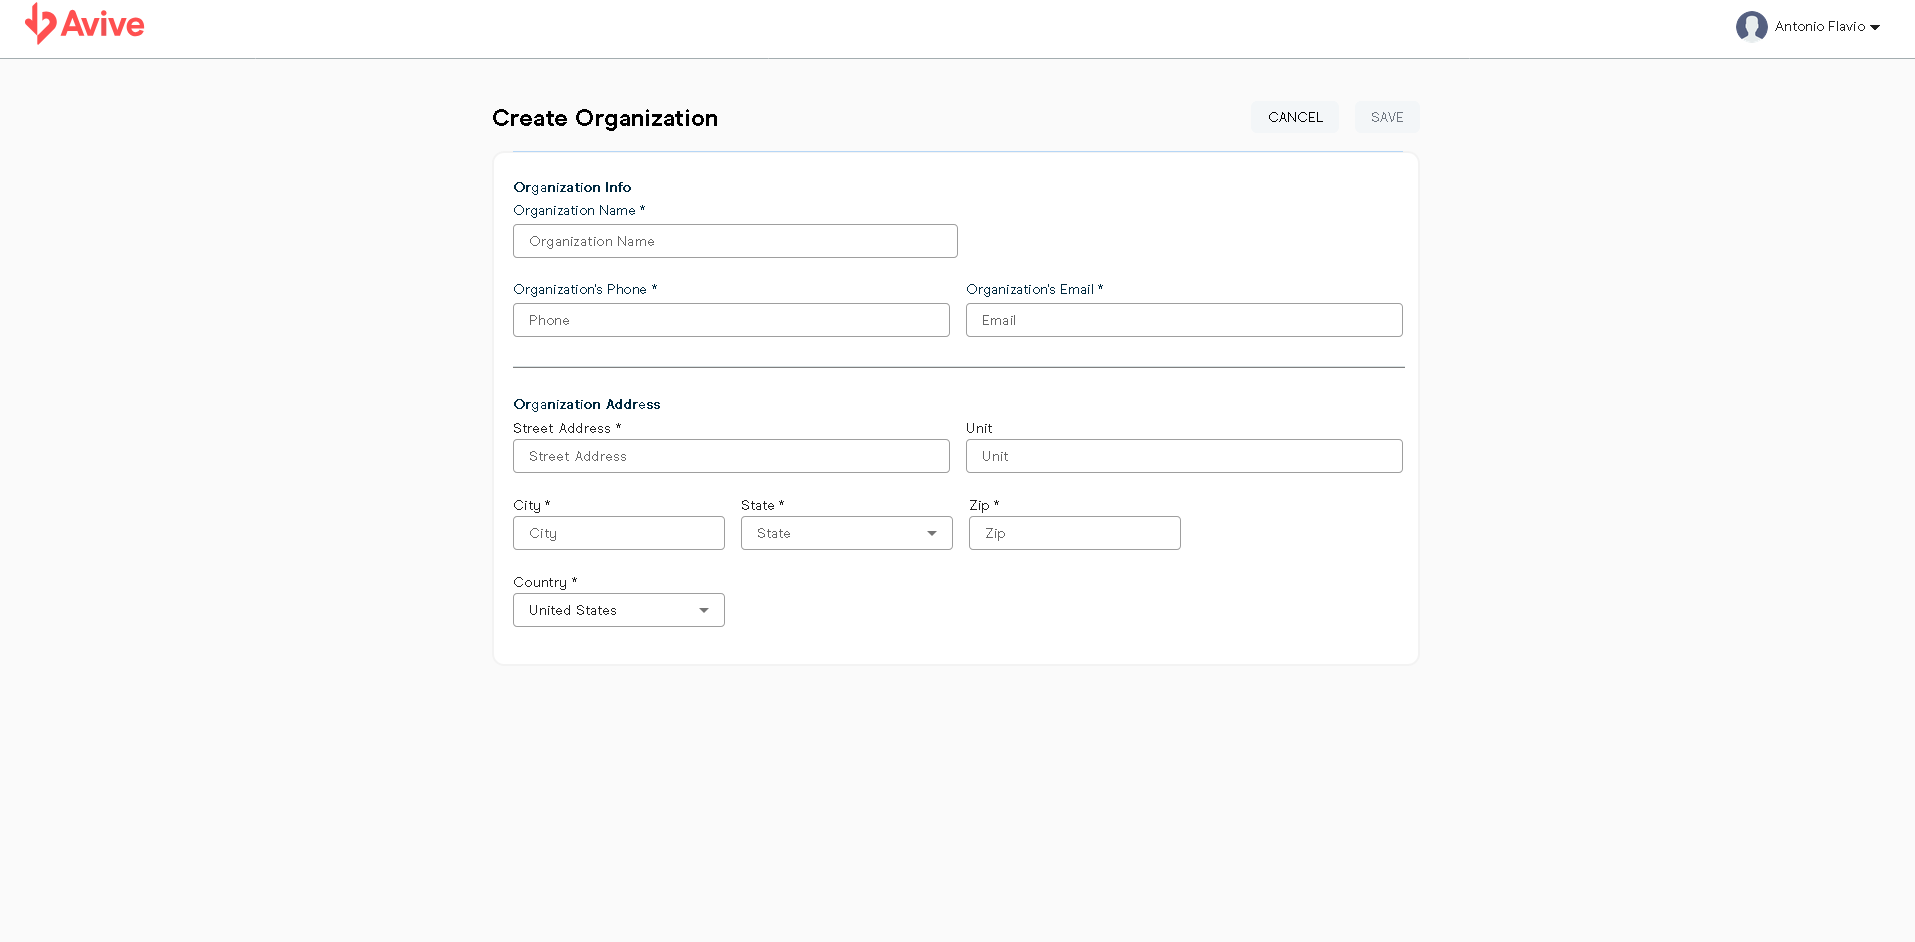 Avive
Antonio Flavio
Create Organization
CANCEL
SAVE
Organization Info
Organization Name *
Organization Name
Organization's Phone *
Organization's Email *
Phone
Email
Organization Address
Street Address *
Unit
Street Address
Unit
City *
State *
Zip *
City
State
Zip
Country *
United States